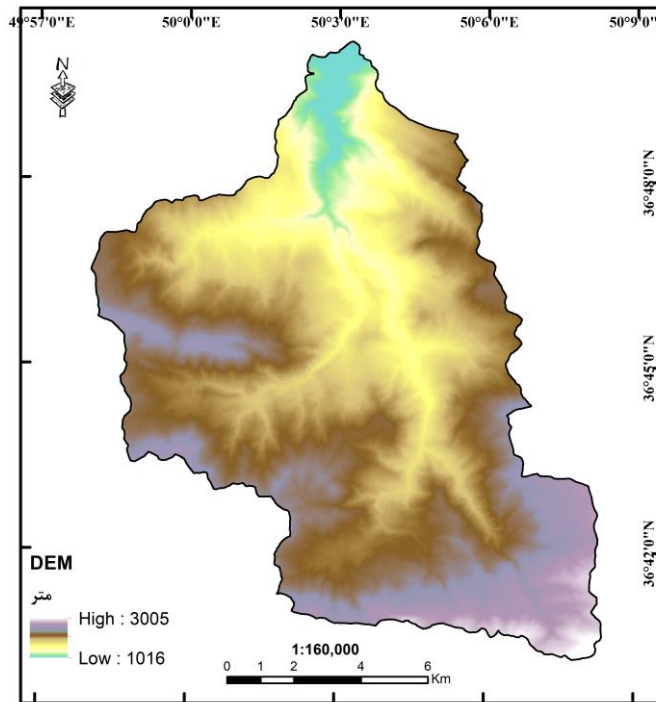 49°57'0"E 50°0'0"E 50°3'0"E 50°6'0"E 50°9'0"E
N
36°48'0"N
36°45'0"N
36°42'0"N
DEM
متر
High : 3005
Low : 1016
1:160,000
0 1 2 4 6
Km